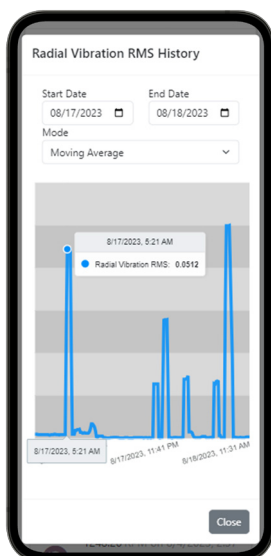 Radial Vibration RMS History
Start Date
End Date
08/17/2023
08/18/2023
Mode
Moving Average
8/17/2023, 5:21 AM
Radial Vibration RMS: 0.0512
8/17/2023, 5:21 AM
8/17/2023, 11:41 PM
8/18/2023, 11:31 AM
Close